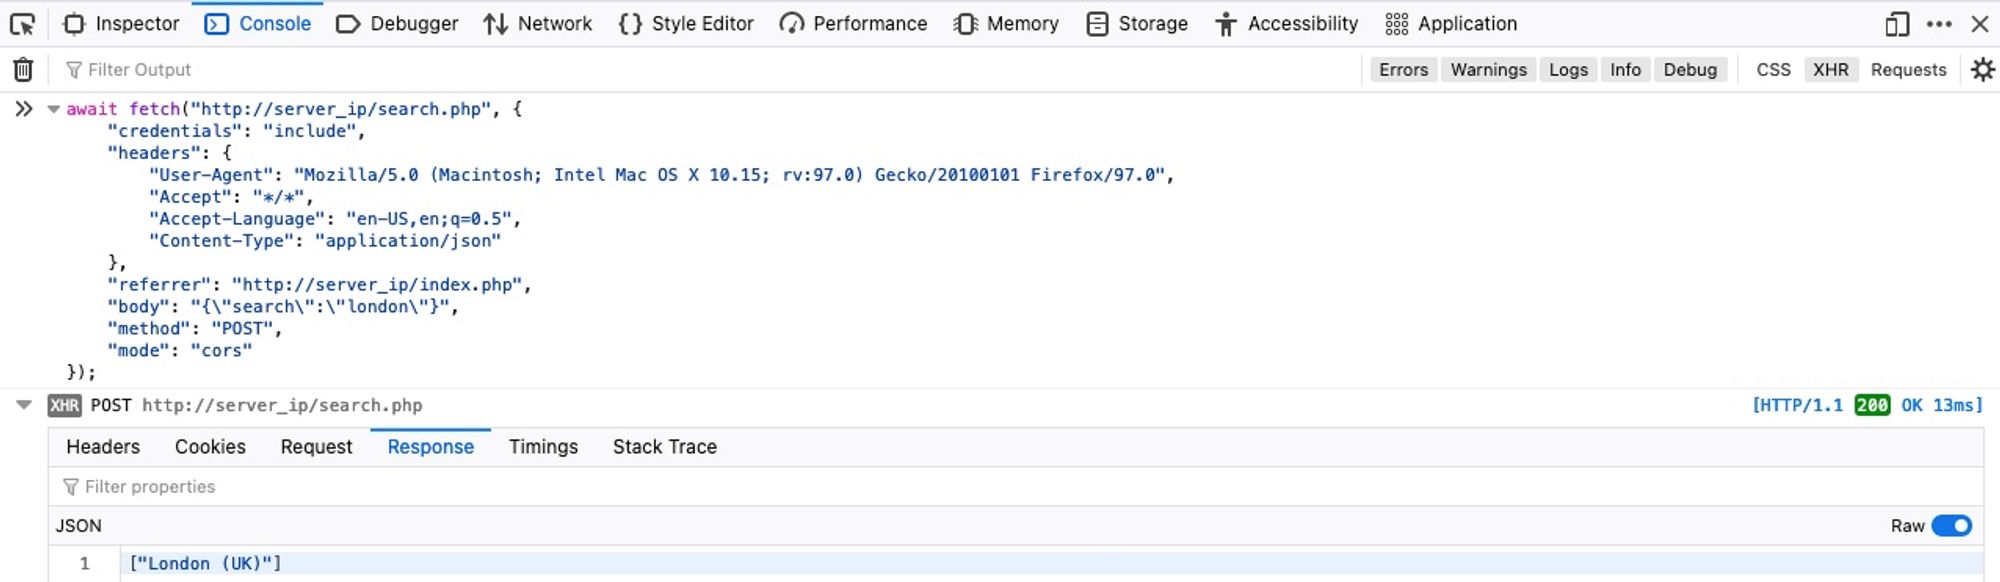 Inspector Console Debugger Network Style Editor Performance Memory Storage Accessibility Application
Filter Output Errors Warnings Logs Info Debug CSS XHR Requests
await fetch("http://server_ip/search.php", {
"credentials": "include",
"headers": {
"User-Agent": "Mozilla/5.0 (Macintosh; Intel Mac OS X 10.15; rv:97.0) Gecko/20100101 Firefox/97.0",
"Accept": "*/*",
"Accept-Language": "en-US,en;q=0.5",
"Content-Type": "application/json"
},
"referrer": "http://server_ip/index.php",
"body": "{\"search\":\"london\"}",
"method": "POST",
"mode": "cors"
});
XHR POST http://server_ip/search.php [HTTP/1.1 200 OK 13ms]
Headers Cookies Request Response Timings Stack Trace
Filter properties
JSON Raw
1 ["London (UK)"]